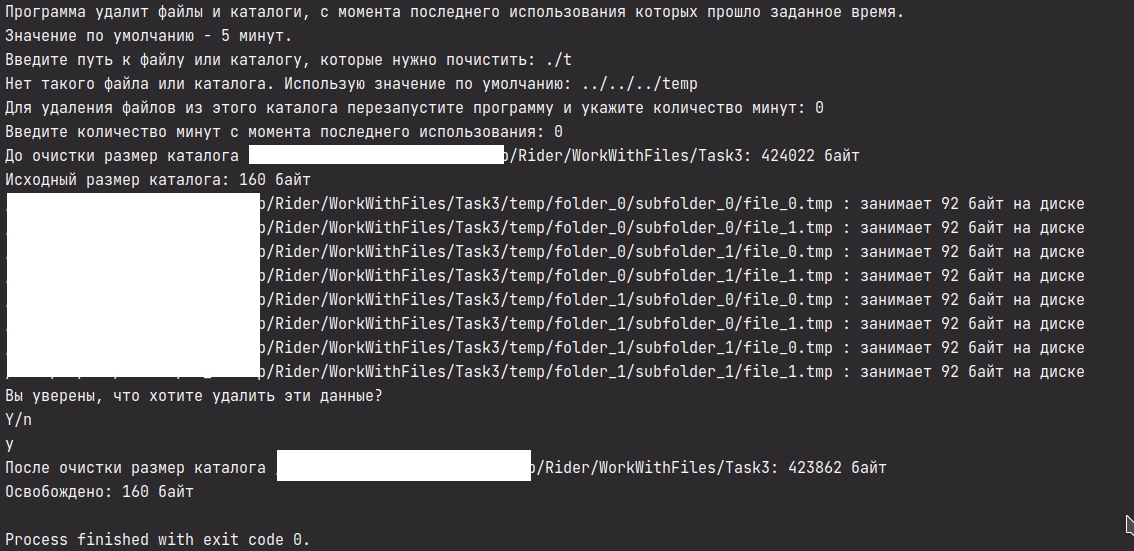 Программа удалит файлы и каталоги, с момента последнего использования которых прошло заданное время.
Значение по умолчанию - 5 минут.
Введите путь к файлу или каталогу, которые нужно почистить: ./t
Нет такого файла или каталога. Использую значение по умолчанию: ../../../temp
Для удаления файлов из этого каталога перезапустите программу и укажите количество минут: 0
Введите количество минут с момента последнего использования: 0
До очистки размер каталога /Rider/WorkWithFiles/Task3: 424022 байт
Исходный размер каталога: 160 байт
/Rider/WorkWithFiles/Task3/temp/folder_0/subfolder_0/file_0.tmp : занимает 92 байт на диске
/Rider/WorkWithFiles/Task3/temp/folder_0/subfolder_0/file_1.tmp : занимает 92 байт на диске
/Rider/WorkWithFiles/Task3/temp/folder_0/subfolder_1/file_0.tmp : занимает 92 байт на диске
/Rider/WorkWithFiles/Task3/temp/folder_0/subfolder_1/file_1.tmp : занимает 92 байт на диске
/Rider/WorkWithFiles/Task3/temp/folder_1/subfolder_0/file_0.tmp : занимает 92 байт на диске
/Rider/WorkWithFiles/Task3/temp/folder_1/subfolder_0/file_1.tmp : занимает 92 байт на диске
/Rider/WorkWithFiles/Task3/temp/folder_1/subfolder_1/file_0.tmp : занимает 92 байт на диске
/Rider/WorkWithFiles/Task3/temp/folder_1/subfolder_1/file_1.tmp : занимает 92 байт на диске
Вы уверены, что хотите удалить эти данные?
Y/n
y
После очистки размер каталога /Rider/WorkWithFiles/Task3: 423862 байт
Освобождено: 160 байт
Process finished with exit code 0.